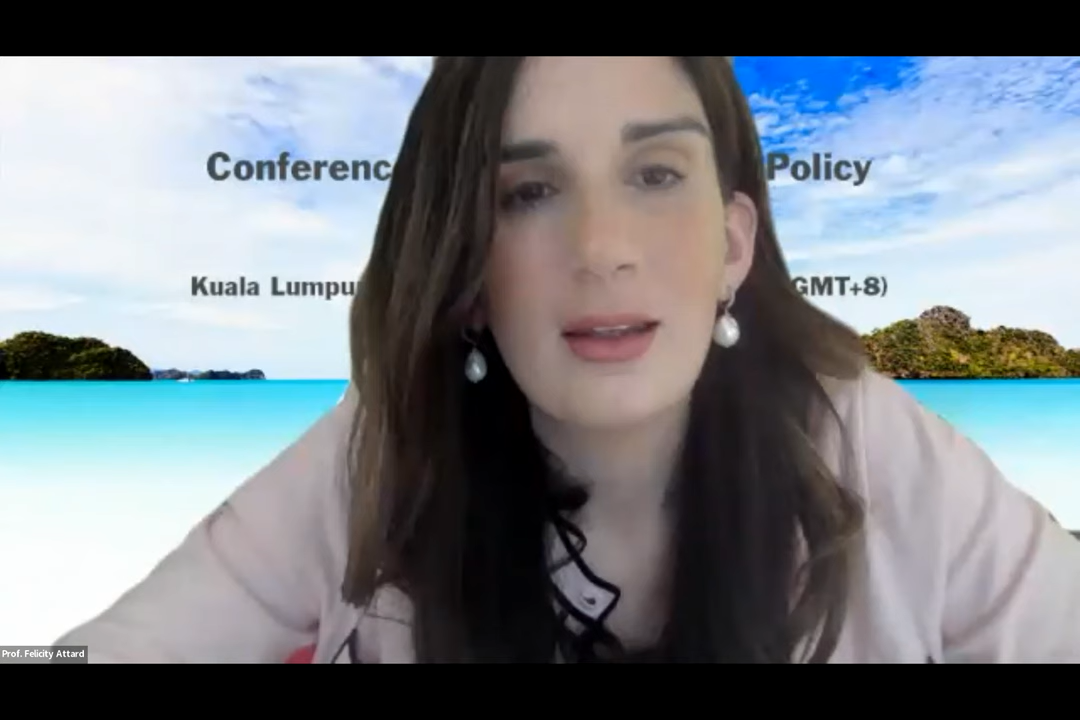 Conferenc Policy
Kuala Lumpu GMT+8)
Prof. Felicity Attard